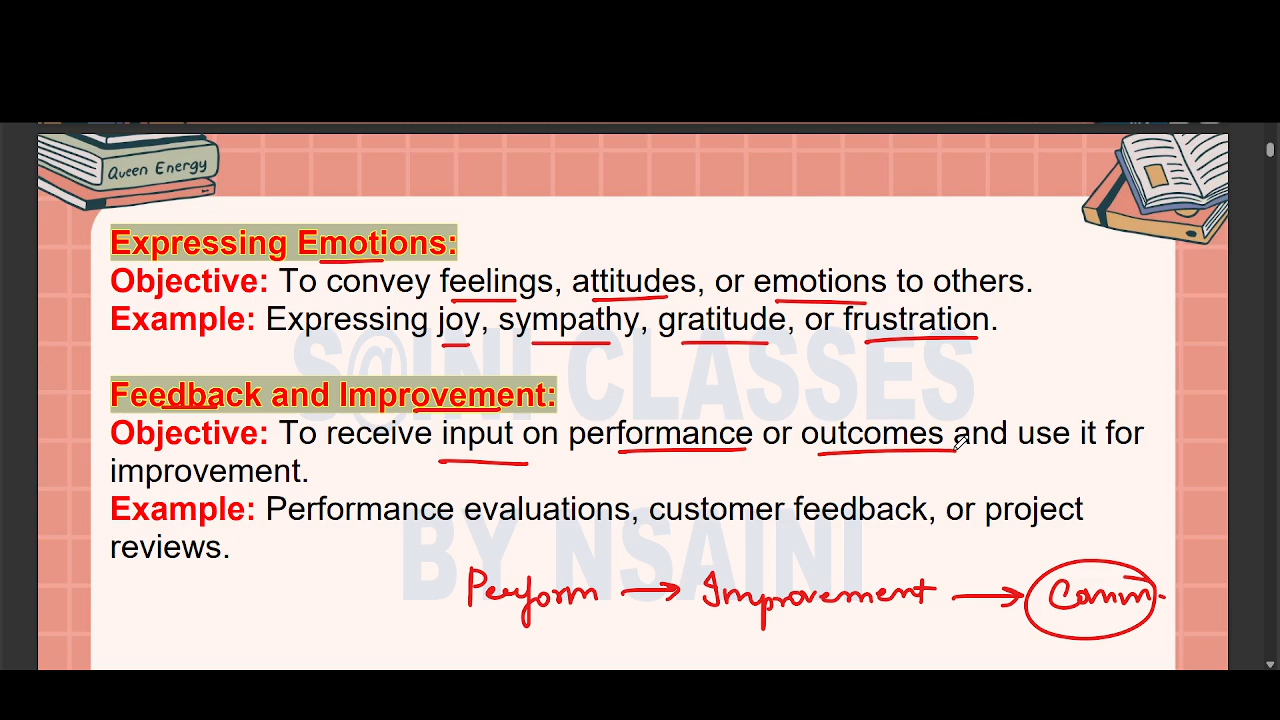 Queen Energy
Expressing Emotions:
Objective: To convey feelings, attitudes, or emotions to others.
Example: Expressing joy, sympathy, gratitude, or frustration.
S@INI CLASSES
Feedback and Improvement:
Objective: To receive input on performance or outcomes and use it for
improvement.
Example: Performance evaluations, customer feedback, or project
reviews.
BY NSAINI
Perform → Improvement → Comm.